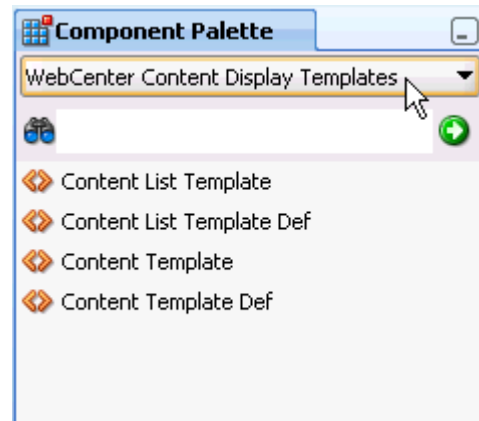 Component Palette
WebCenter Content Display Templates
Content List Template
Content List Template Def
Content Template
Content Template Def